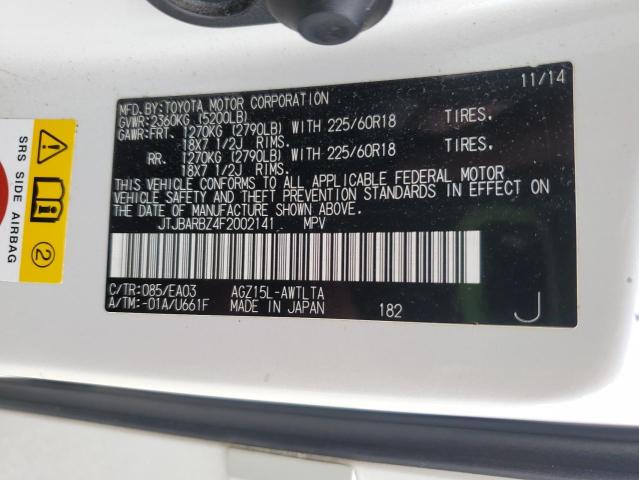 11/14
MFD.BY:TOYOTA MOTOR CORPORATION
GVWR:2360KG (5200LB)
GAWR:FRT. 1270KG (2790LB) WITH 225/60R18 TIRES.
18X7 1/2J RIMS.
RR. 1270KG (2790LB) WITH 225/60R18 TIRES.
18X7 1/2J RIMS.
THIS VEHICLE CONFORMS TO ALL APPLICABLE FEDERAL MOTOR
VEHICLE SAFETY AND THEFT PREVENTION STANDARDS IN EFFECT ON
THE DATE OF MANUFACTURE SHOWN ABOVE.
JTJBARBZ4F2002141 MPV
C/TR:085/EA03 AGZ15L-AWTLTA
A/TM:-01A/U661F MADE IN JAPAN 182 J
SRS SIDE AIRBAG
2